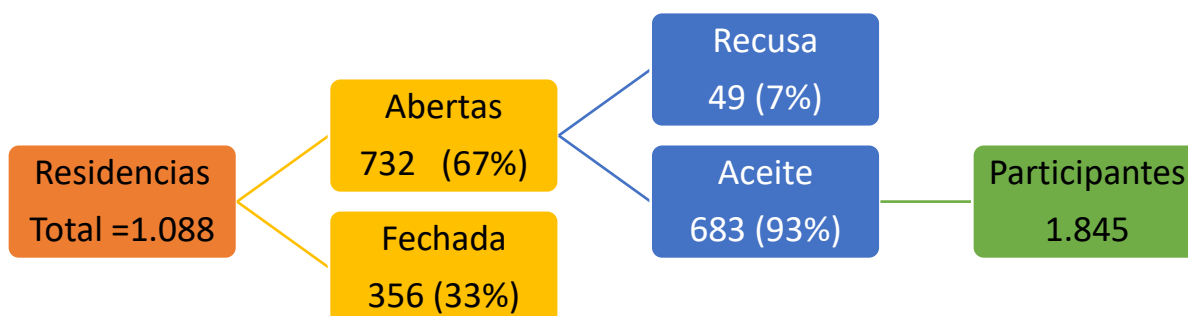 Residencias
Total =1.088
Abertas
732 (67%)
Fechada
356 (33%)
Recusa
49 (7%)
Aceite
683 (93%)
Participantes
1.845